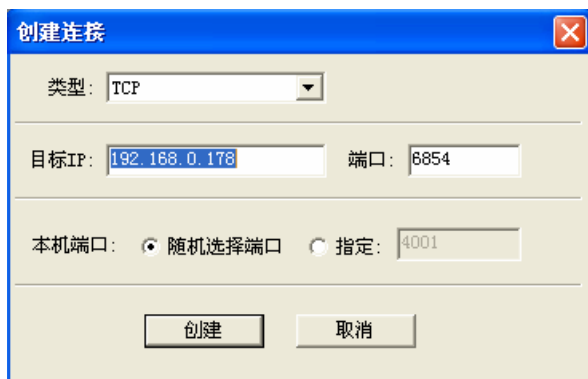 创建连接
类型: TCP
目标IP: 192.168.0.178 端口: 6854
本机端口: 随机选择端口 指定: 4001
创建 取消